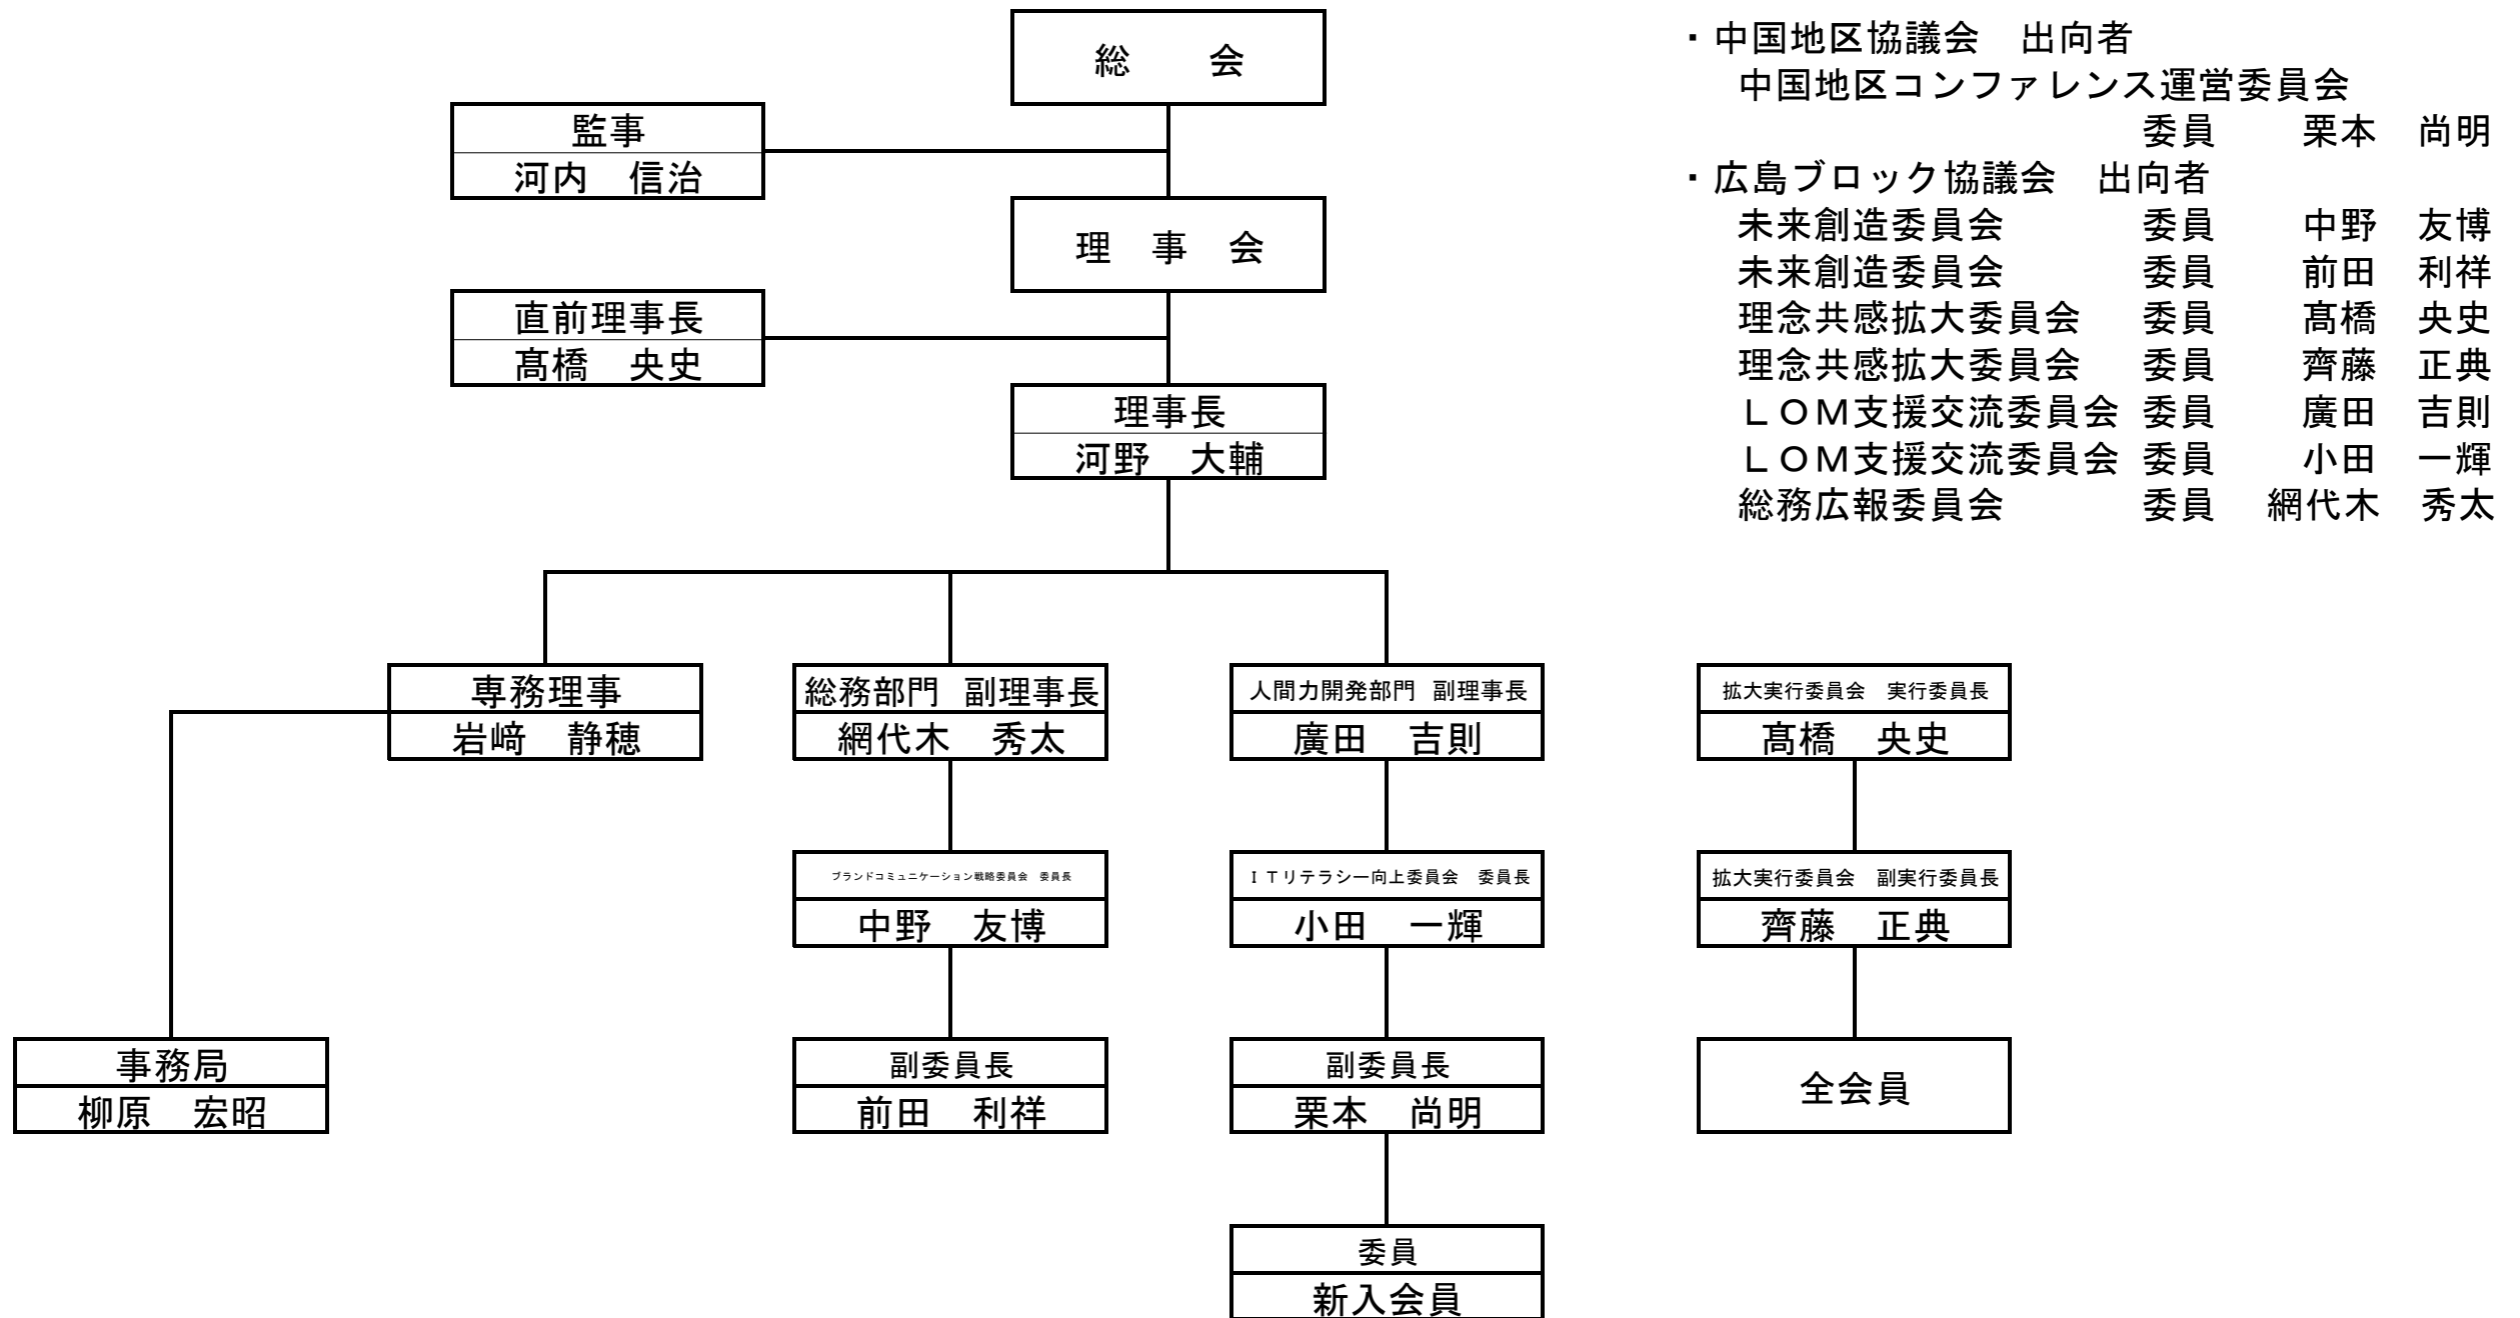 総　　会
監事
河内　信治
理　事　会
直前理事長
髙橋　央史
理事長
河野　大輔
・中国地区協議会　出向者
中国地区コンファレンス運営委員会
委員　　栗本　尚明
・広島ブロック協議会　出向者
未来創造委員会　委員　中野　友博
未来創造委員会　委員　前田　利祥
理念共感拡大委員会　委員　髙橋　央史
理念共感拡大委員会　委員　齊藤　正典
ＬＯＭ支援交流委員会　委員　廣田　吉則
ＬＯＭ支援交流委員会　委員　小田　一輝
総務広報委員会　委員　網代木　秀太
専務理事
岩﨑　静穂
総務部門　副理事長
網代木　秀太
人間力開発部門　副理事長
廣田　吉則
拡大実行委員会　実行委員長
髙橋　央史
ブランドコミュニケーション戦略委員会　委員長
中野　友博
ＩＴリテラシー向上委員会　委員長
小田　一輝
拡大実行委員会　副実行委員長
齊藤　正典
事務局
柳原　宏昭
副委員長
前田　利祥
副委員長
栗本　尚明
全会員
委員
新入会員